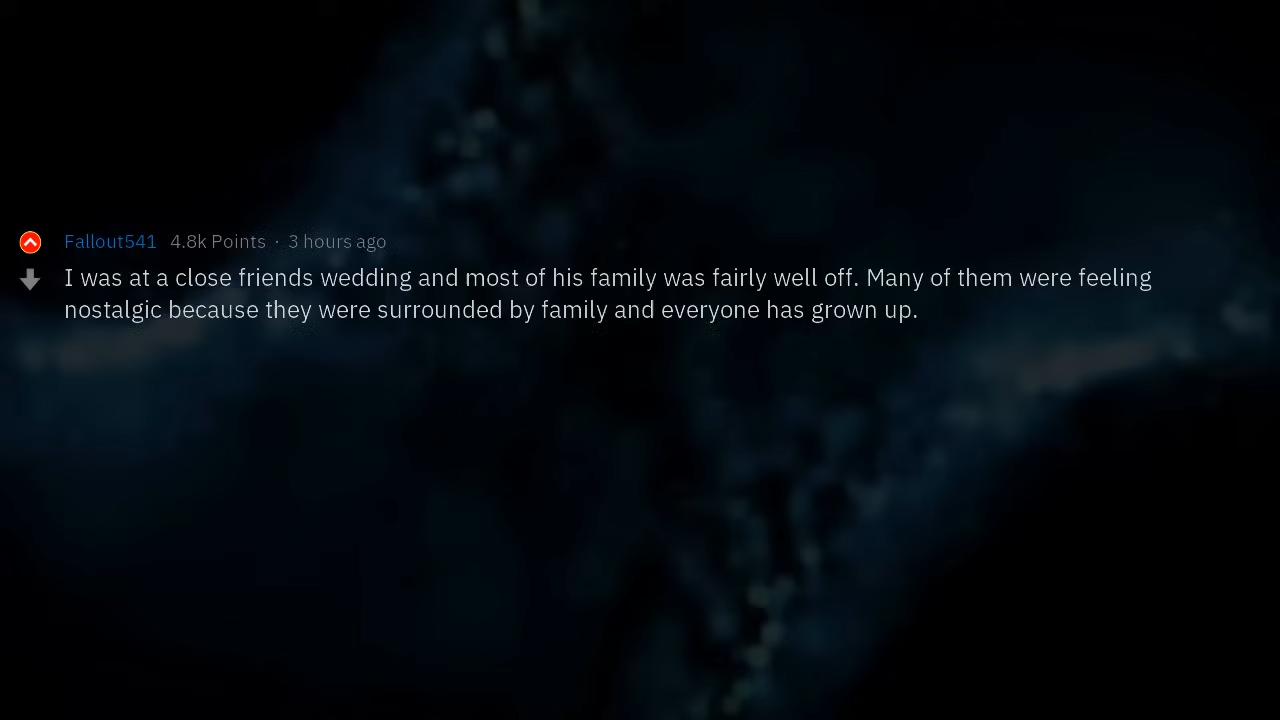 Fallout541 4.8k Points · 3 hours ago
I was at a close friends wedding and most of his family was fairly well off. Many of them were feeling
nostalgic because they were surrounded by family and everyone has grown up.